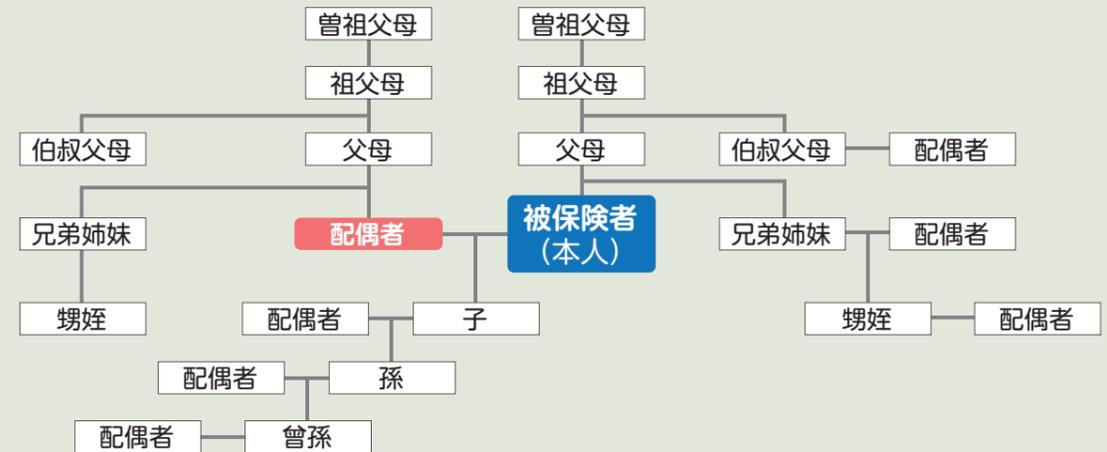 曽祖父母
曽祖父母
祖父母
祖父母
伯叔父母
父母
父母
伯叔父母
配偶者
兄弟姉妹
配偶者
被保険者
（本人）
兄弟姉妹
配偶者
甥姪
配偶者
子
甥姪
配偶者
配偶者
孫
配偶者
曾孫